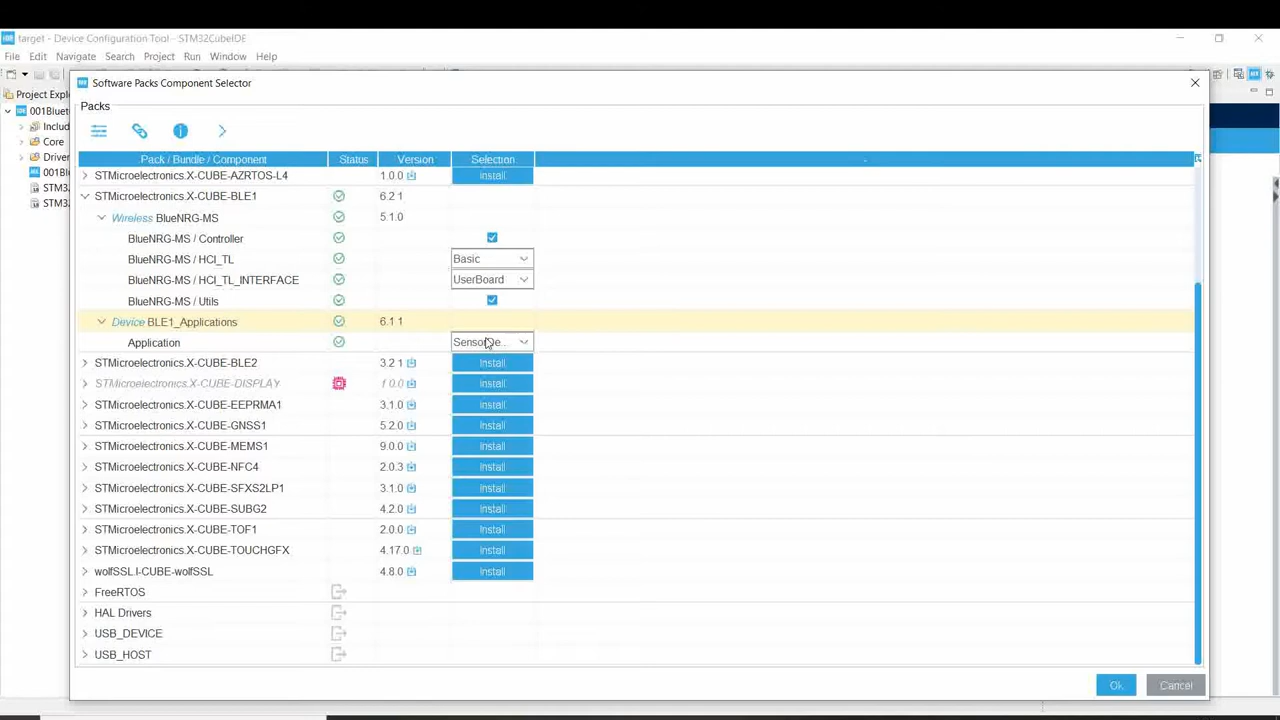 target - Device Configuration Tool - STM32CubeIDE
File Edit Navigate Search Project Run Window Help
Project Expl
Software Packs Component Selector
Packs
001Bluet
Includ
Core
Driver
001Bl
STM3
STM3
Pack / Bundle / Component Status Version Selection
STMicroelectronics.X-CUBE-AZRTOS-L4 1.0.0 Install
STMicroelectronics.X-CUBE-BLE1 6.2.1
Wireless BlueNRG-MS 5.1.0
BlueNRG-MS / Controller
BlueNRG-MS / HCI_TL Basic
BlueNRG-MS / HCI_TL_INTERFACE UserBoard
BlueNRG-MS / Utils
Device BLE1_Applications 6.1.1
Application
STMicroelectronics.X-CUBE-BLE2 3.2.1 Install
STMicroelectronics.X-CUBE-DISPLAY Install
STMicroelectronics.X-CUBE-EEPRMA1 3.1.0 Install
STMicroelectronics.X-CUBE-GNSS1 5.2.0 Install
STMicroelectronics.X-CUBE-MEMS1 9.0.0 Install
STMicroelectronics.X-CUBE-NFC4 2.0.3 Install
STMicroelectronics.X-CUBE-SFXS2LP1 3.1.0 Install
STMicroelectronics.X-CUBE-SUBG2 4.2.0 Install
STMicroelectronics.X-CUBE-TOF1 2.0.0 Install
STMicroelectronics.X-CUBE-TOUCHGFX 4.17.0 Install
wolfSSL.I-CUBE-wolfSSL 4.8.0 Install
FreeRTOS
HAL Drivers
USB_DEVICE
USB_HOST
Ok Cancel